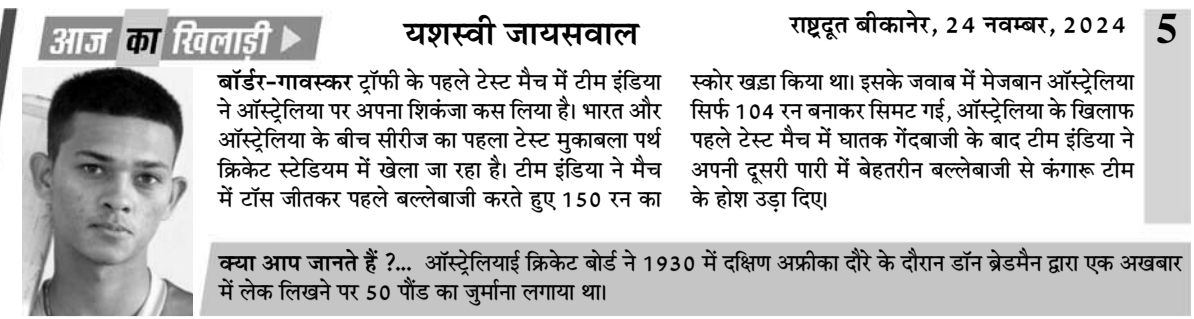 आज का खिलाड़ी
यशस्वी जायसवाल
राष्ट्रदूत बीकानेर, 24 नवम्बर, 2024
5
बॉर्डर-गावस्कर ट्रॉफी के पहले टेस्ट मैच में टीम इंडिया
ने ऑस्ट्रेलिया पर अपना शिकंजा कस लिया है। भारत और
ऑस्ट्रेलिया के बीच सीरीज का पहला टेस्ट मुकाबला पर्थ
क्रिकेट स्टेडियम में खेला जा रहा है। टीम इंडिया ने मैच
में टॉस जीतकर पहले बल्लेबाजी करते हुए 150 रन का
स्कोर खड़ा किया था। इसके जवाब में मेजबान ऑस्ट्रेलिया
सिर्फ 104 रन बनाकर सिमट गई, ऑस्ट्रेलिया के खिलाफ
पहले टेस्ट मैच में घातक गेंदबाजी के बाद टीम इंडिया ने
अपनी दूसरी पारी में बेहतरीन बल्लेबाजी से कंगारू टीम
के होश उड़ा दिए।
क्या आप जानते हैं ?... ऑस्ट्रेलियाई क्रिकेट बोर्ड ने 1930 में दक्षिण अफ्रीका दौरे के दौरान डॉन ब्रेडमैन द्वारा एक अखबार
में लेक लिखने पर 50 पौंड का जुर्माना लगाया था।